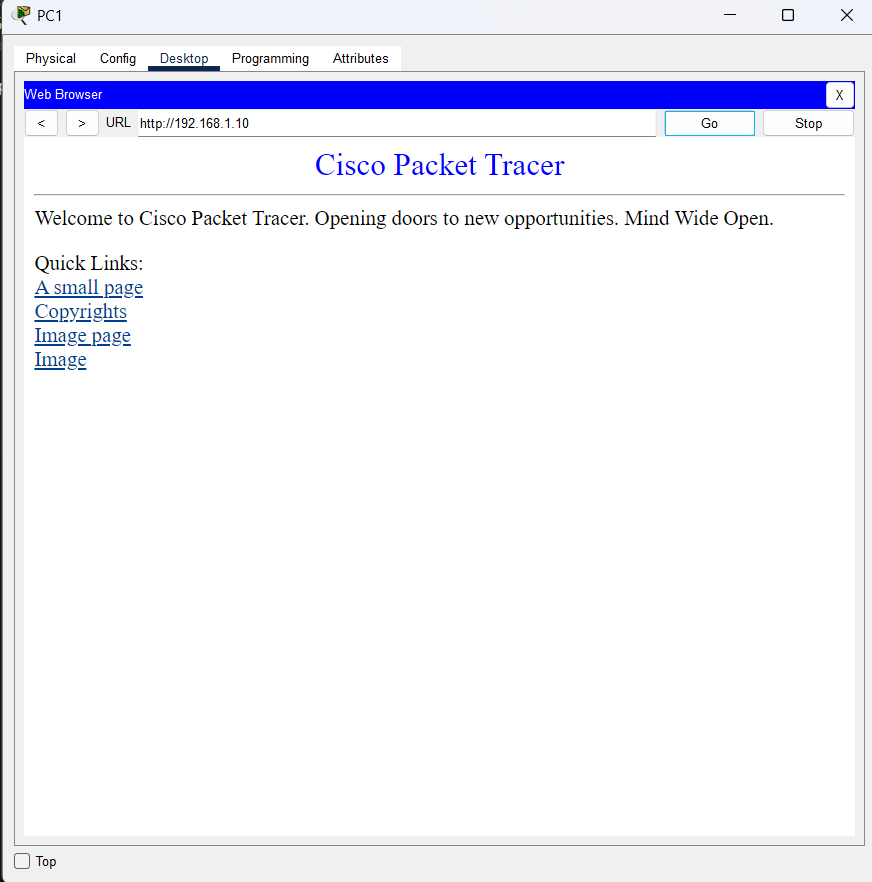 PC1
Physical Config Desktop Programming Attributes
Web Browser X
< > URL http://192.168.1.10 Go Stop
Cisco Packet Tracer
Welcome to Cisco Packet Tracer. Opening doors to new opportunities. Mind Wide Open.
Quick Links:
A small page
Copyrights
Image page
Image
Top